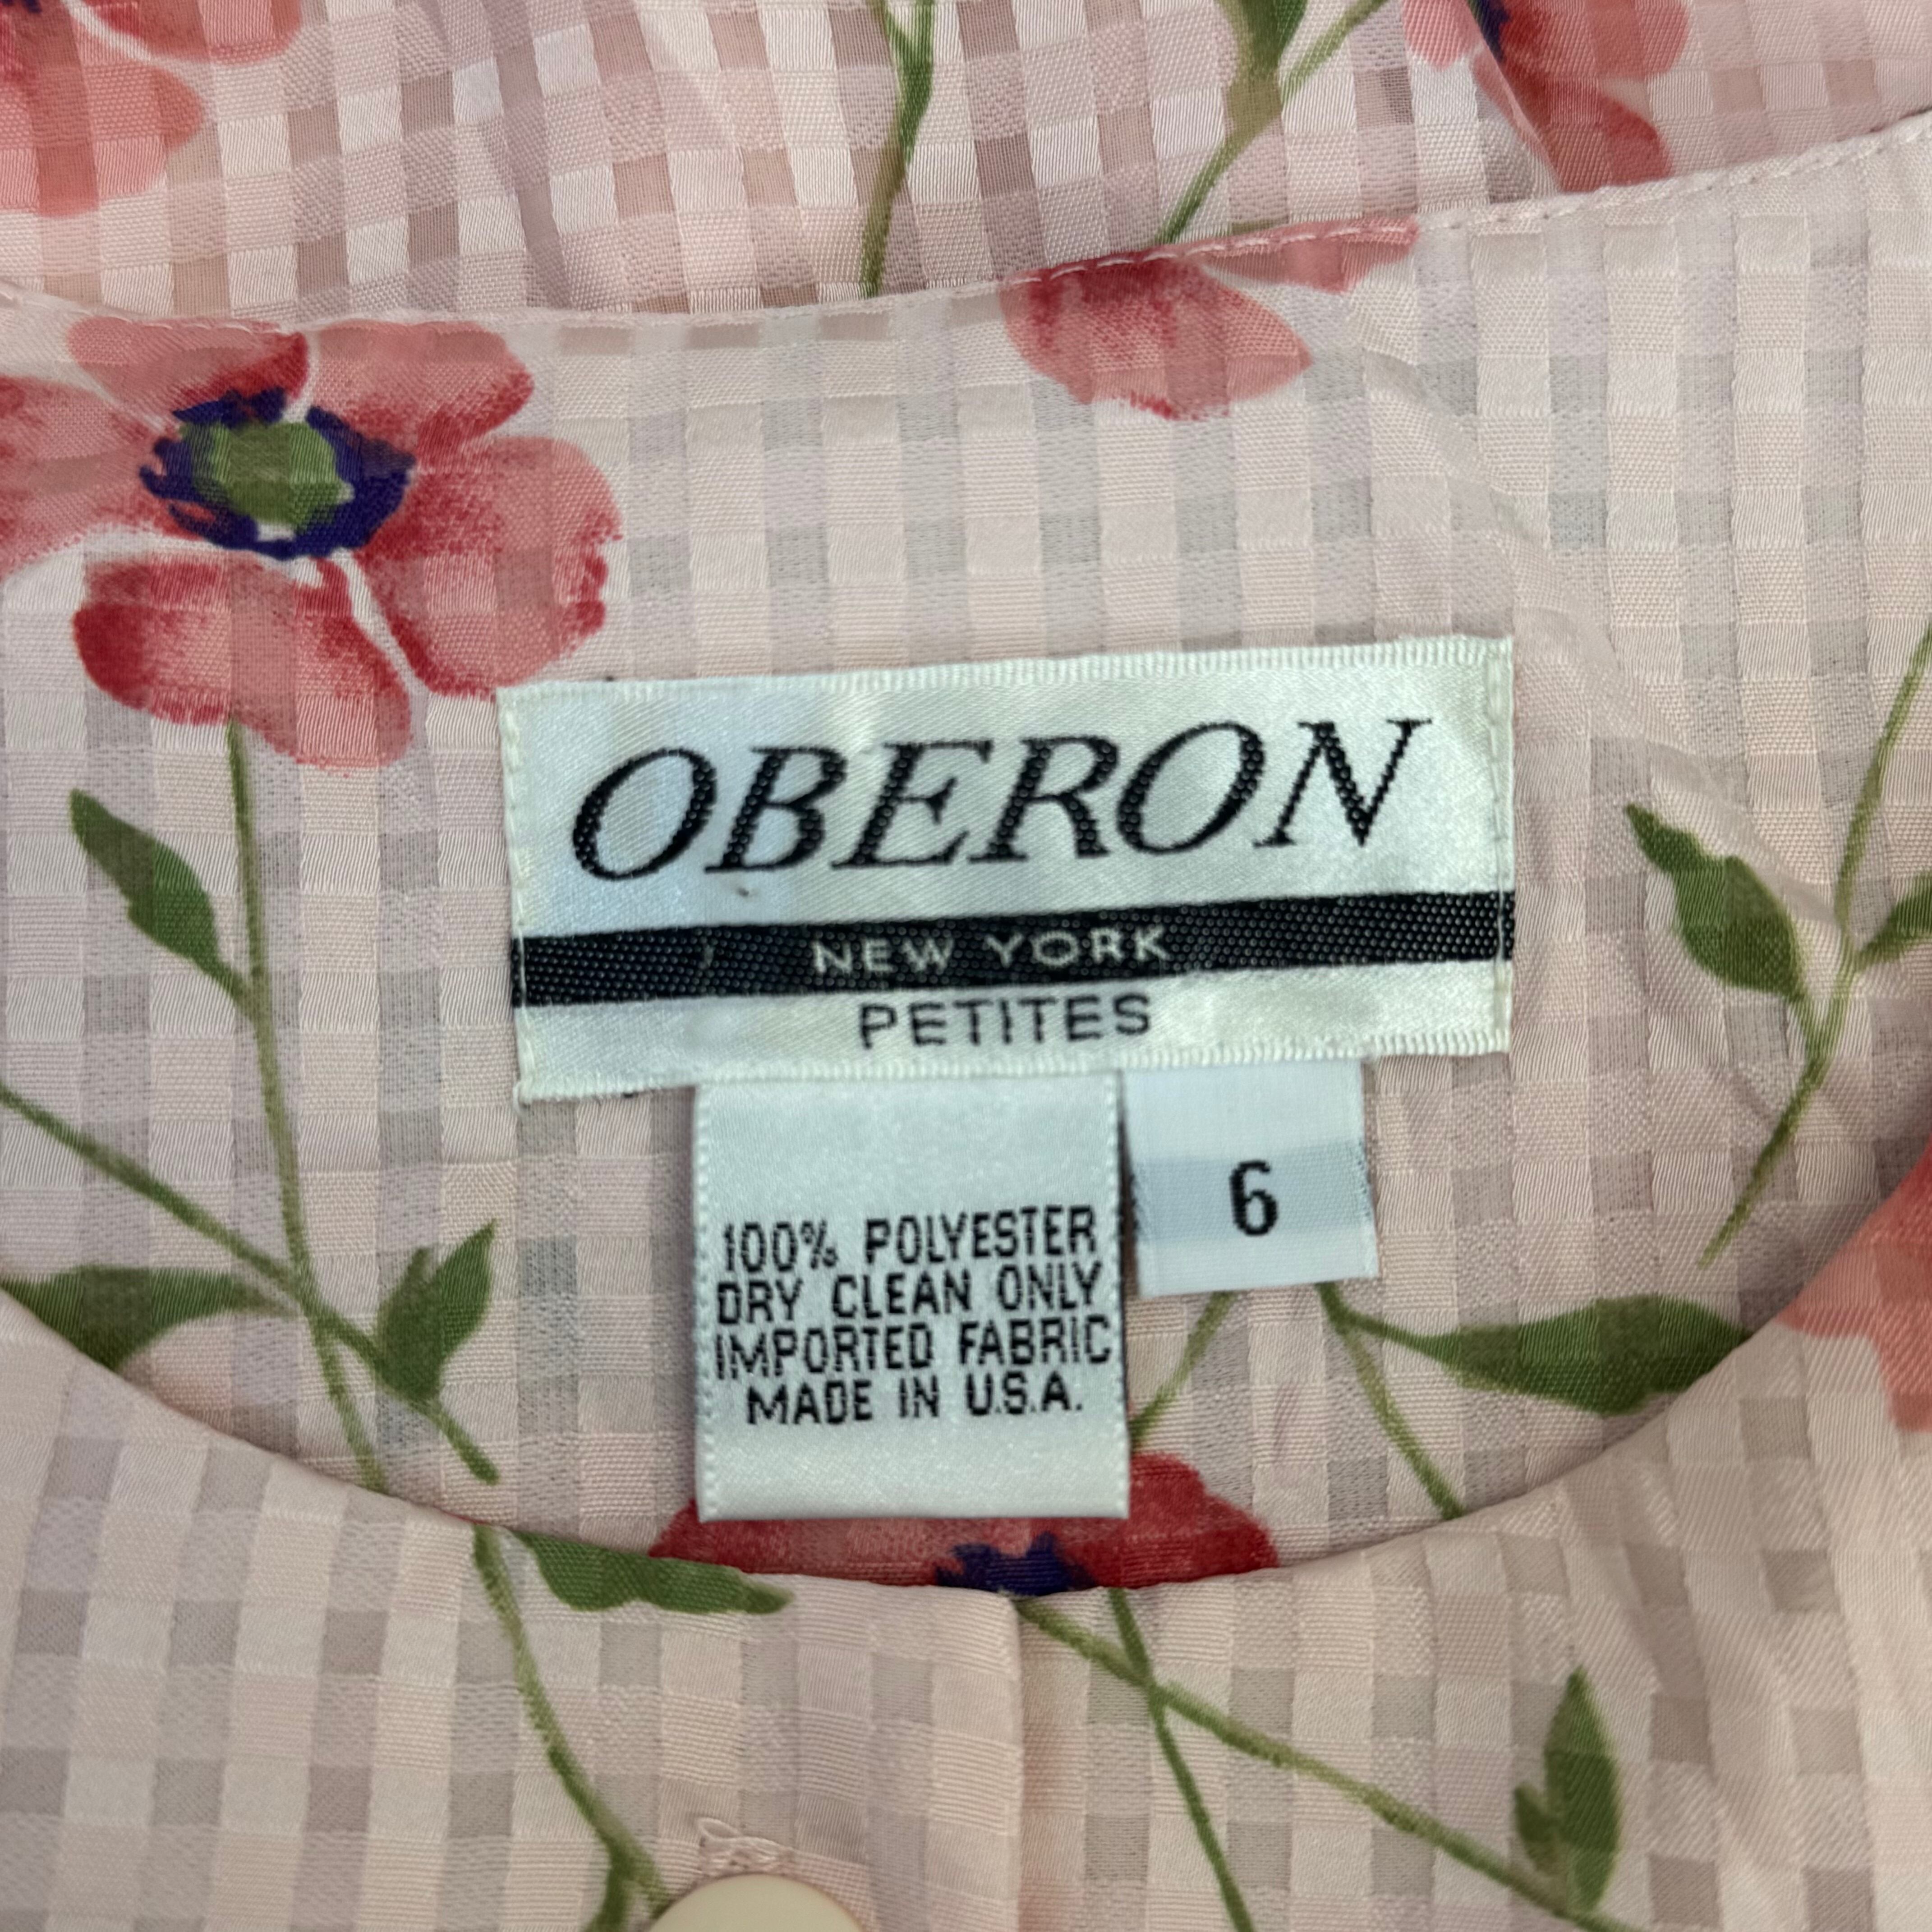 OBERON
NEW YORK
PETITES
6
100% POLYESTER
DRY CLEAN ONLY
IMPORTED FABRIC
MADE IN U.S.A.